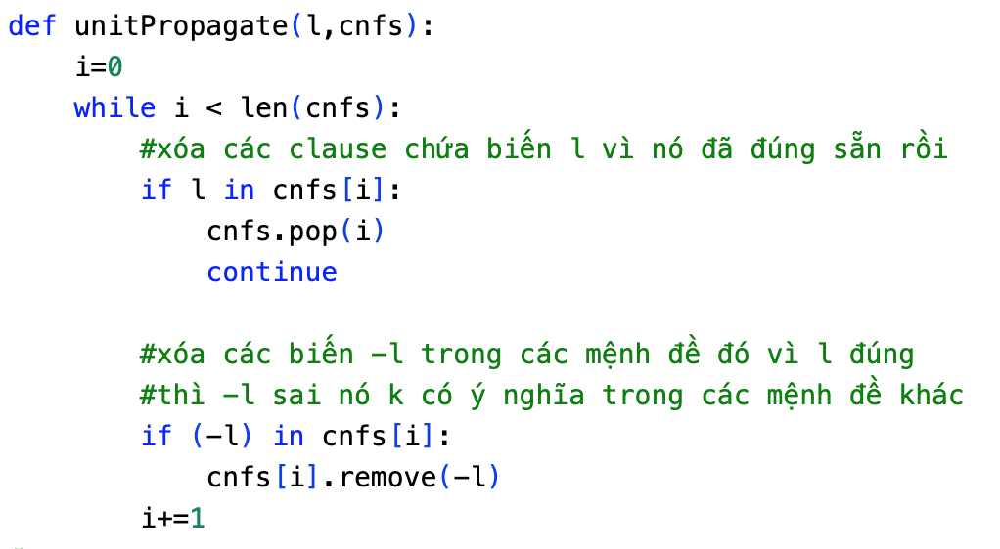 def unitPropagate(l,cnfs):
    i=0
    while i < len(cnfs):
        #xóa các clause chứa biến l vì nó đã đúng sẵn rồi
        if l in cnfs[i]:
            cnfs.pop(i)
            continue

        #xóa các biến -l trong các mệnh đề đó vì l đúng
        #thì -l sai nó k có ý nghĩa trong các mệnh đề khác
        if (-l) in cnfs[i]:
            cnfs[i].remove(-l)
        i+=1